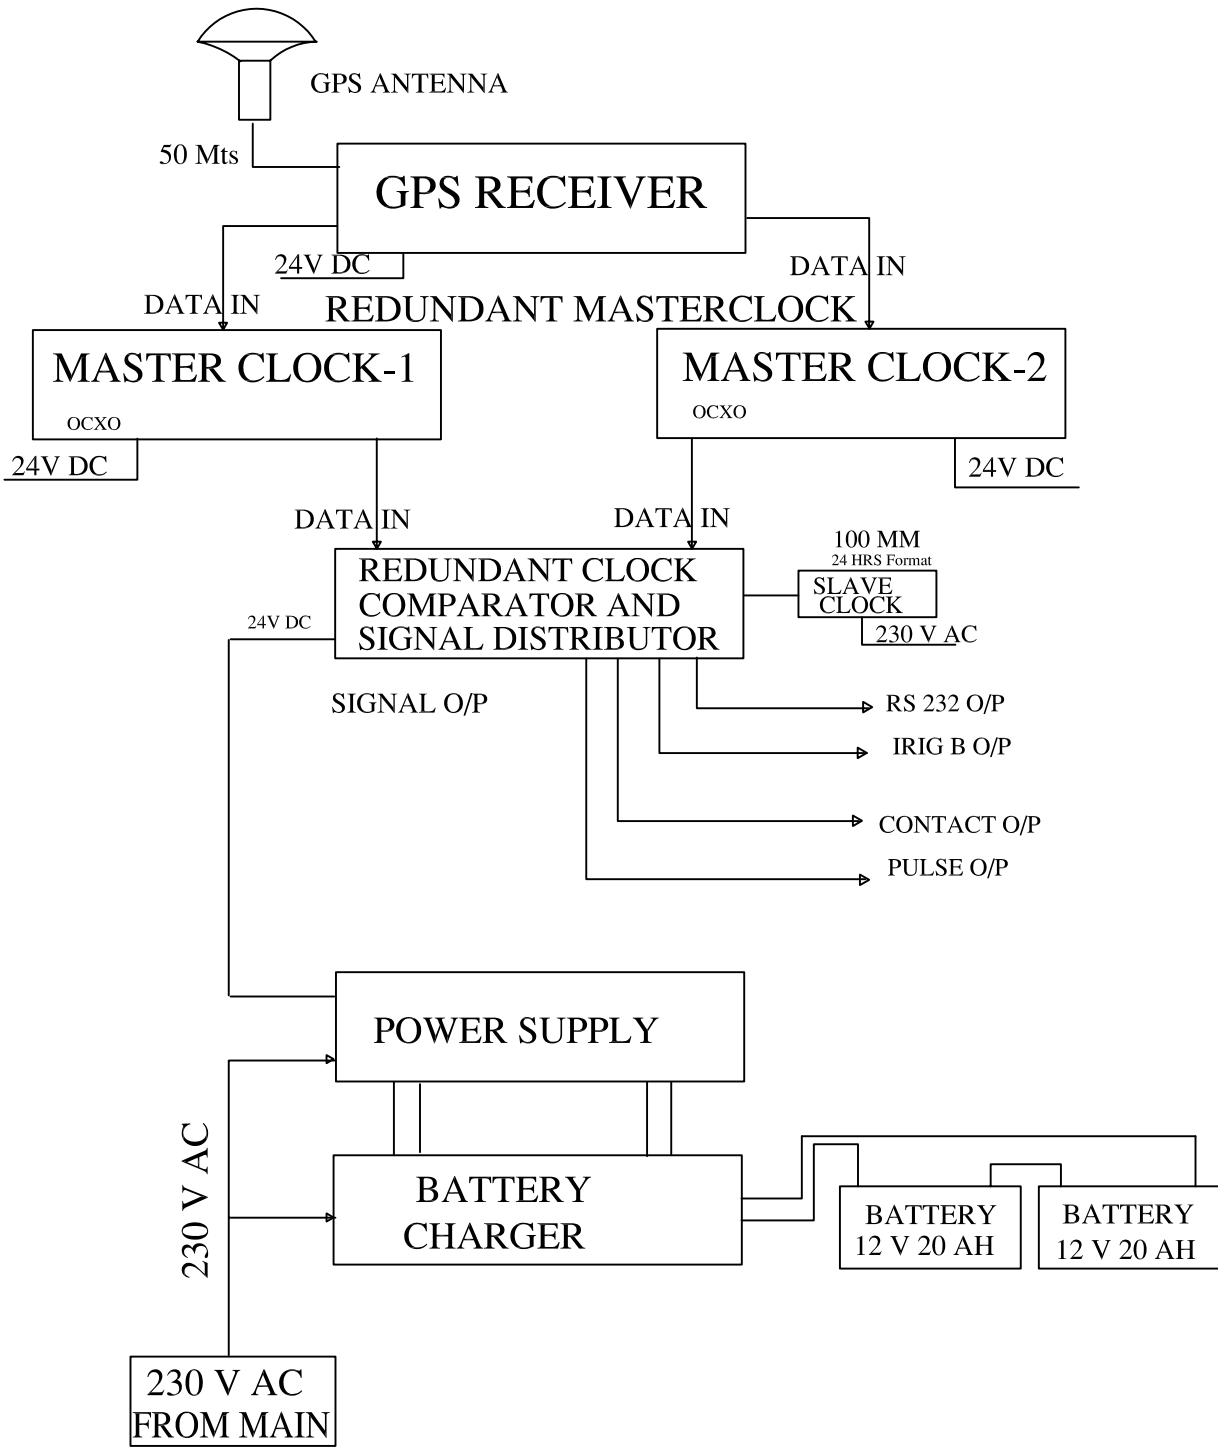 GPS ANTENNA
50 Mts
GPS RECEIVER
24V DC
DATA IN
DATA IN
REDUNDANT MASTERCLOCK
MASTER CLOCK-1
OCXO
MASTER CLOCK-2
OCXO
24V DC
24V DC
DATA IN
DATA IN
100 MM
24 HRS Format
SLAVE
CLOCK
230 V AC
REDUNDANT CLOCK
COMPARATOR AND
SIGNAL DISTRIBUTOR
24V DC
SIGNAL O/P
RS 232 O/P
IRIG B O/P
CONTACT O/P
PULSE O/P
POWER SUPPLY
230 V AC
BATTERY
CHARGER
BATTERY
12 V 20 AH
BATTERY
12 V 20 AH
230 V AC
FROM MAIN